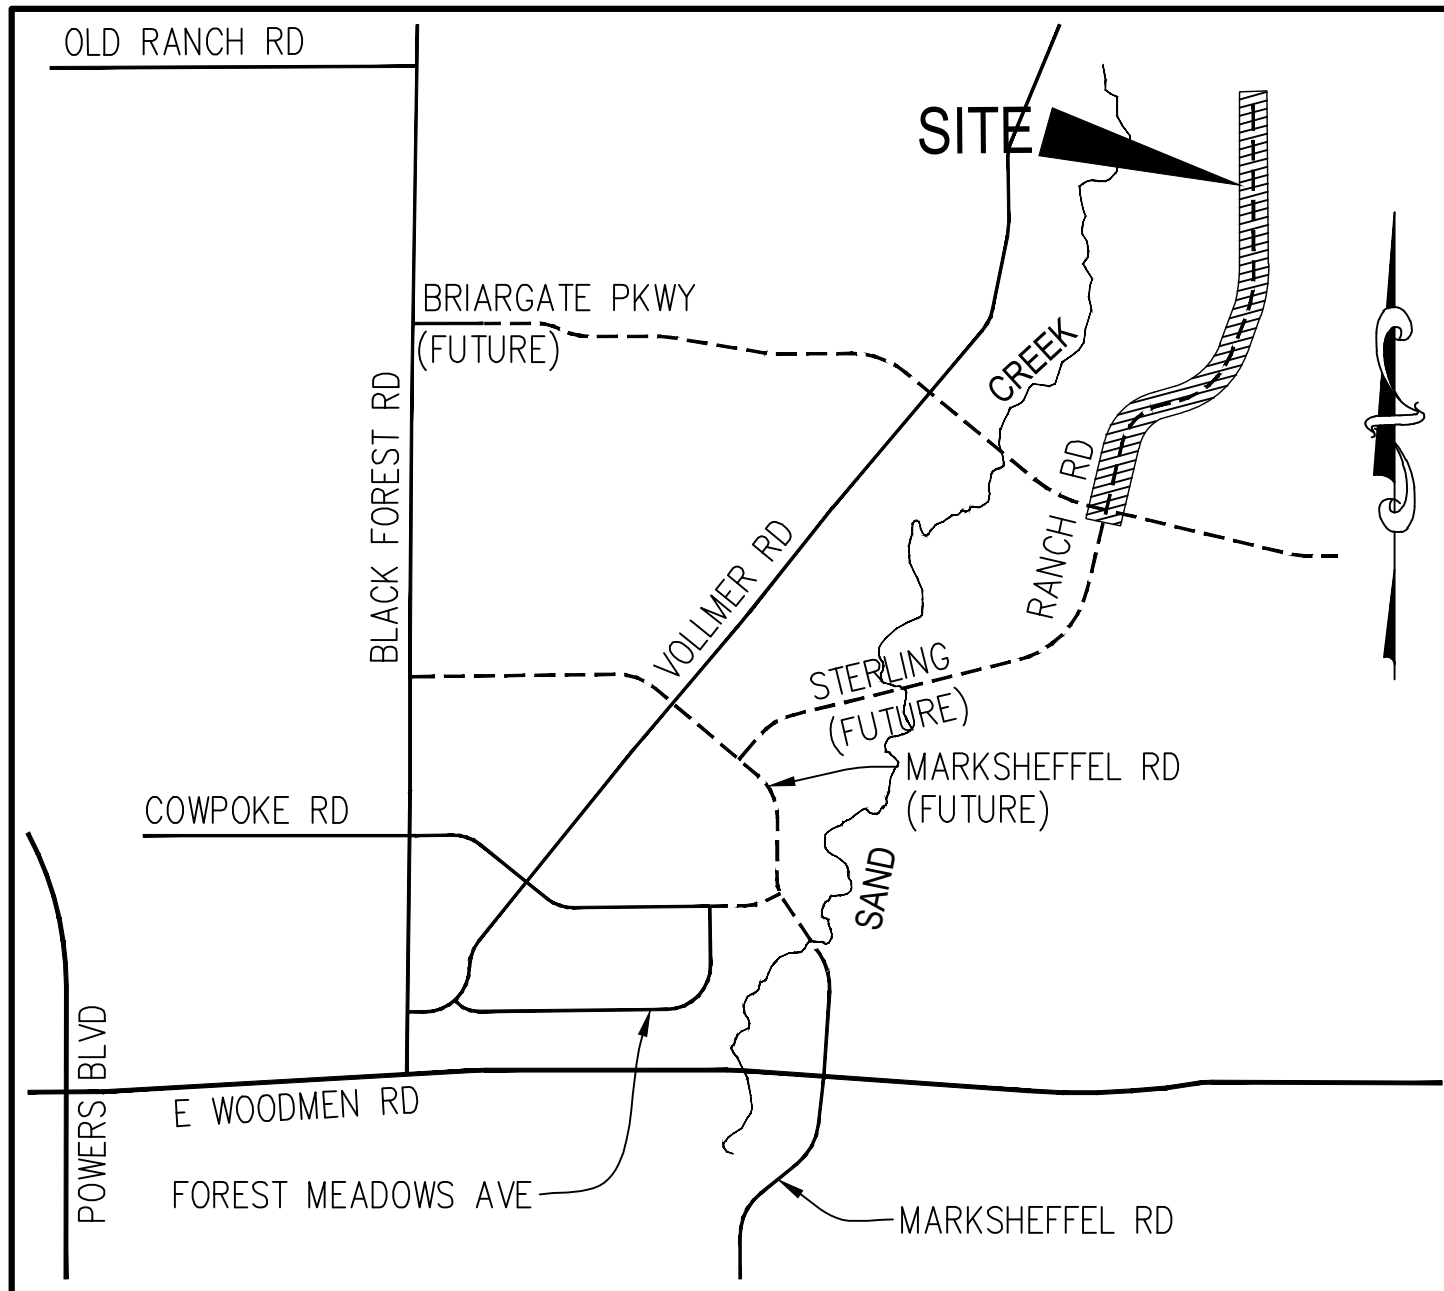 OLD RANCH RD
SITE
BRIARGATE PKWY
(FUTURE)
CREEK
BLACK FOREST RD
RANCH RD
VOLLMER RD
STERLING
(FUTURE)
MARKSHEFFEL RD
(FUTURE)
COWPOKE RD
SAND
POWERS BLVD
E WOODMEN RD
FOREST MEADOWS AVE
MARKSHEFFEL RD